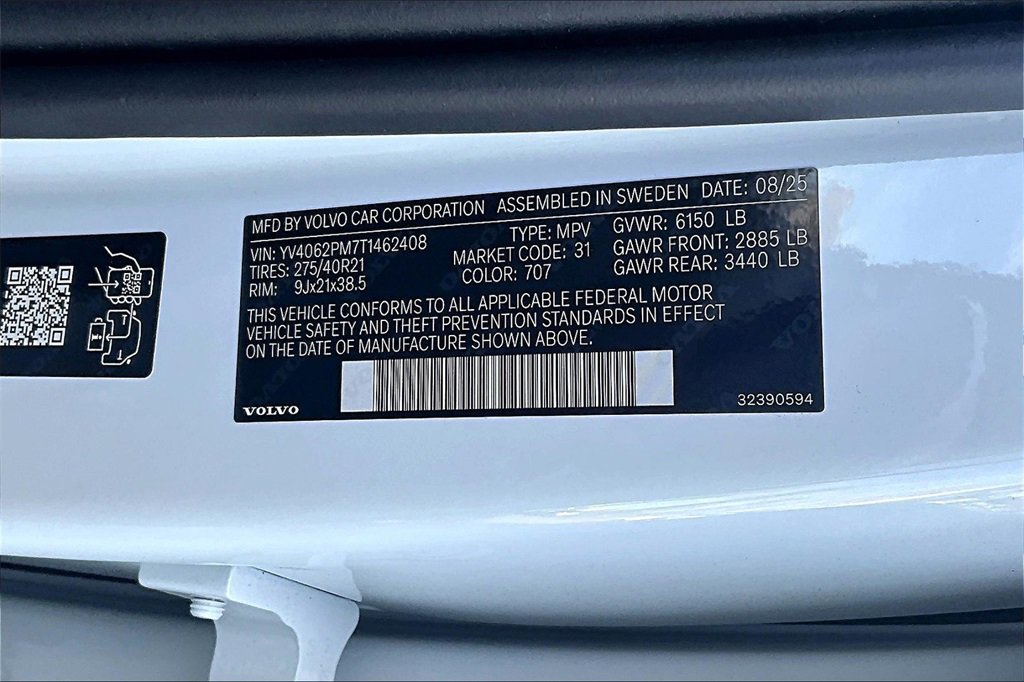 MFD BY VOLVO CAR CORPORATION ASSEMBLED IN SWEDEN DATE: 08/25
VIN: YV4062PM7T1462408 TYPE: MPV GVWR: 6150 LB
TIRES: 275/40R21 MARKET CODE: 31 GAWR FRONT: 2885 LB
RIM: 9Jx21x38.5 COLOR: 707 GAWR REAR: 3440 LB
THIS VEHICLE CONFORMS TO ALL APPLICABLE FEDERAL MOTOR
VEHICLE SAFETY AND THEFT PREVENTION STANDARDS IN EFFECT
ON THE DATE OF MANUFACTURE SHOWN ABOVE.
VOLVO 32390594